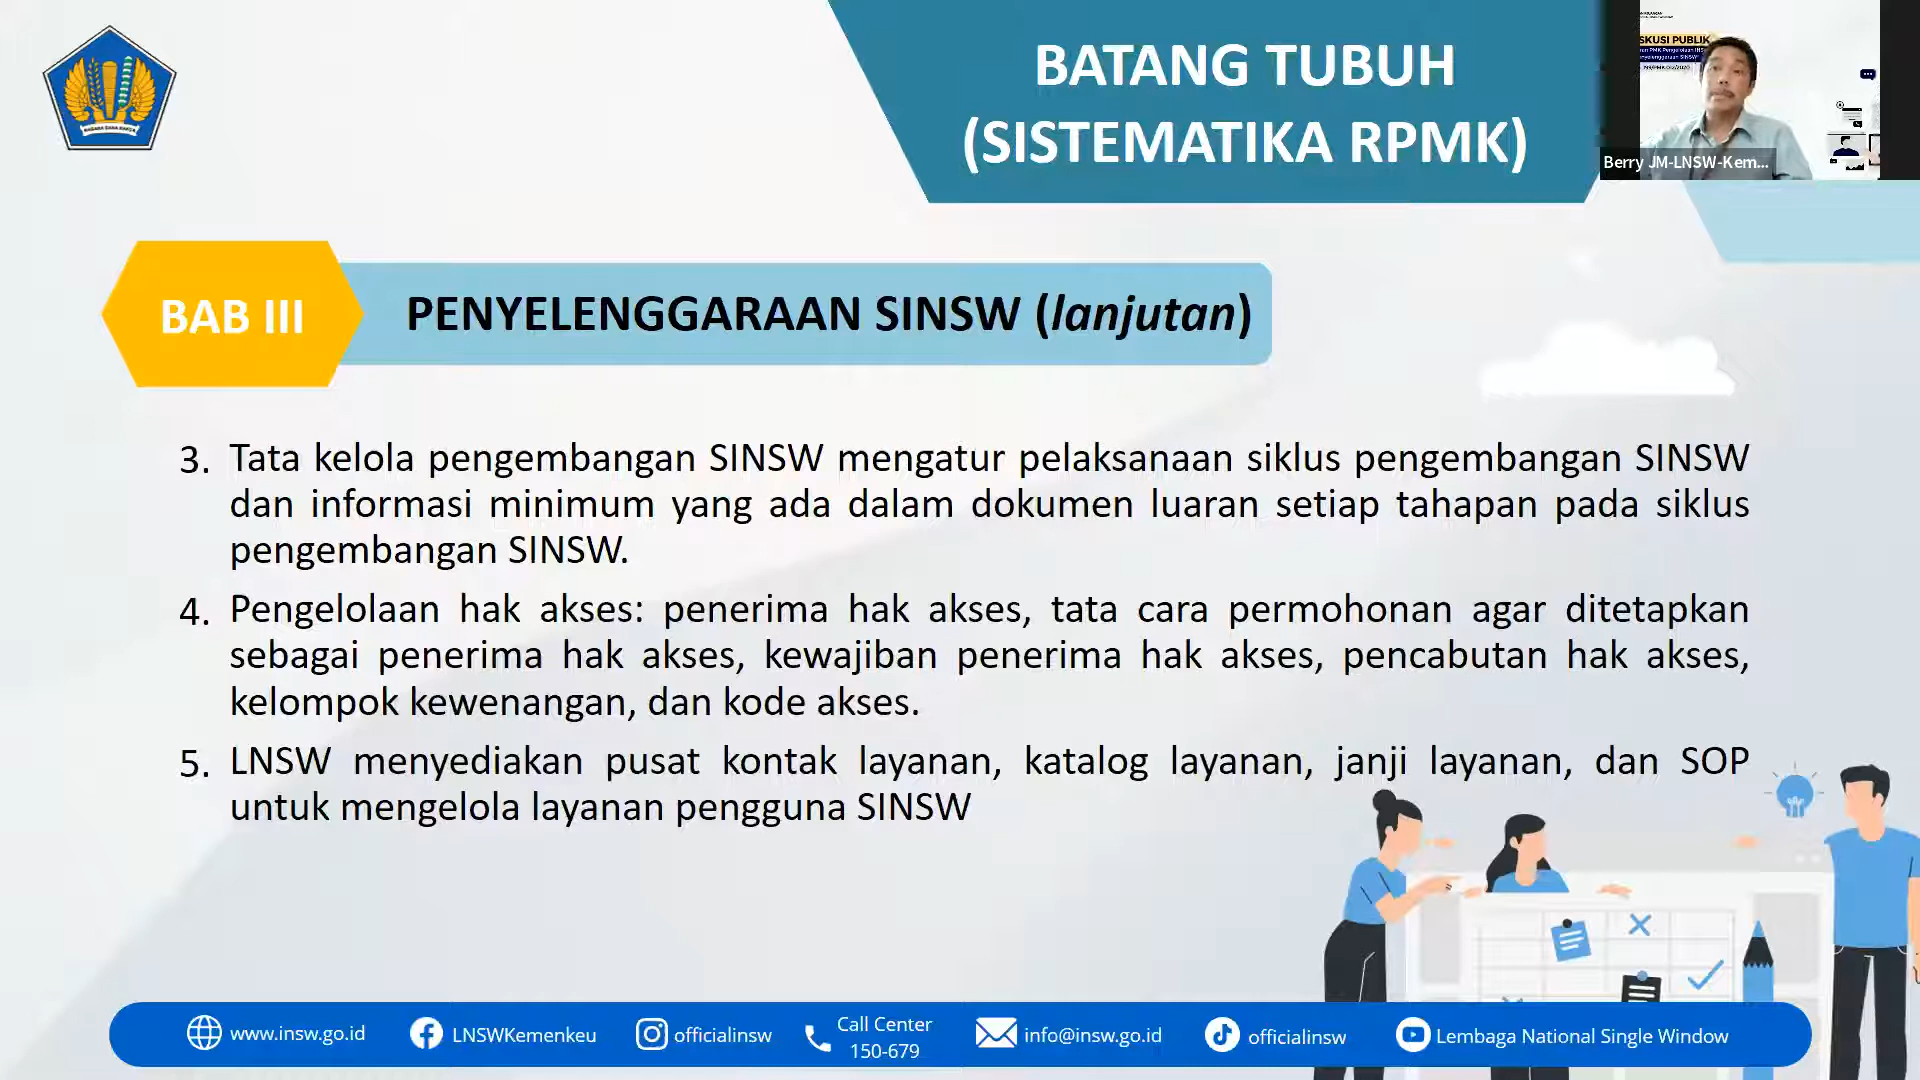 BATANG TUBUH
(SISTEMATIKA RPMK)
SKUSI PUBLIK
Berry JM-LNSW-Kem...
BAB III
PENYELENGGARAAN SINSW (lanjutan)
3. Tata kelola pengembangan SINSW mengatur pelaksanaan siklus pengembangan SINSW
dan informasi minimum yang ada dalam dokumen luaran setiap tahapan pada siklus
pengembangan SINSW.
4. Pengelolaan hak akses: penerima hak akses, tata cara permohonan agar ditetapkan
sebagai penerima hak akses, kewajiban penerima hak akses, pencabutan hak akses,
kelompok kewenangan, dan kode akses.
5. LNSW menyediakan pusat kontak layanan, katalog layanan, janji layanan, dan SOP
untuk mengelola layanan pengguna SINSW
www.insw.go.id
LNSWKemenkeu
officialinsw
Call Center
150-679
info@insw.go.id
officialinsw
Lembaga National Single Window